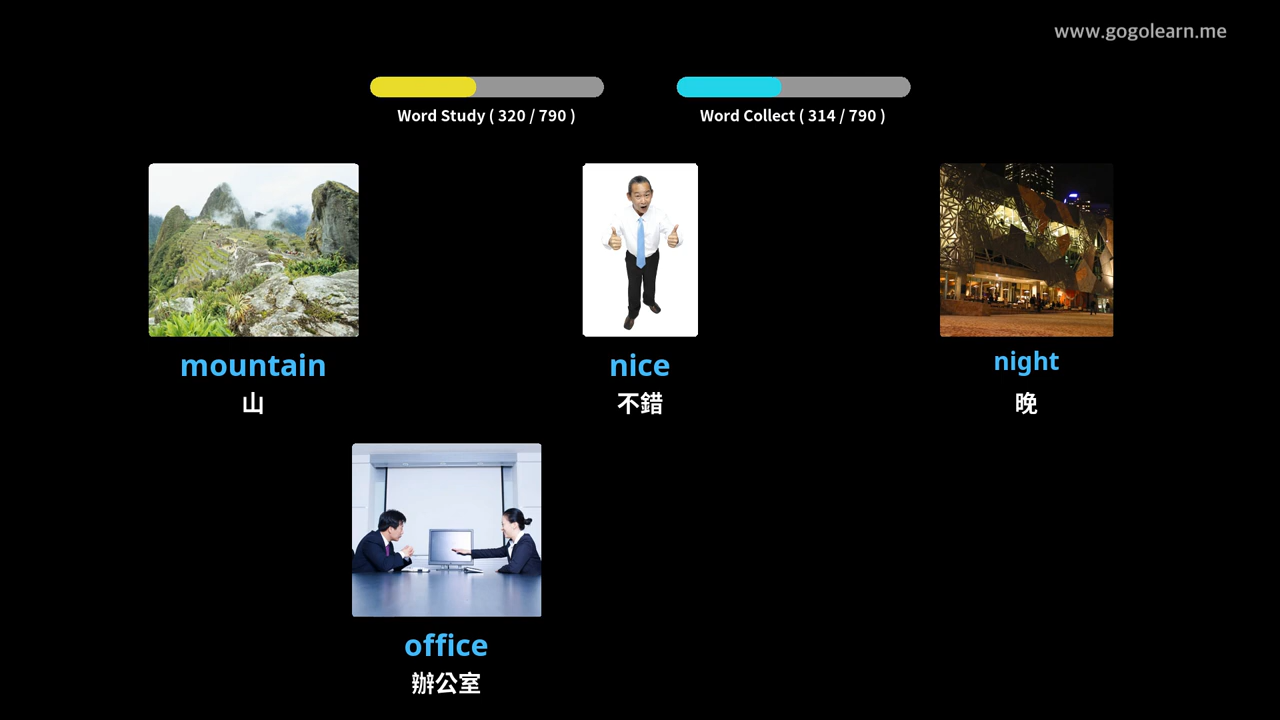 www.gogolearn.me
Word Study ( 320 / 790 )
Word Collect ( 314 / 790 )
mountain
山
nice
不錯
night
晚
office
辦公室